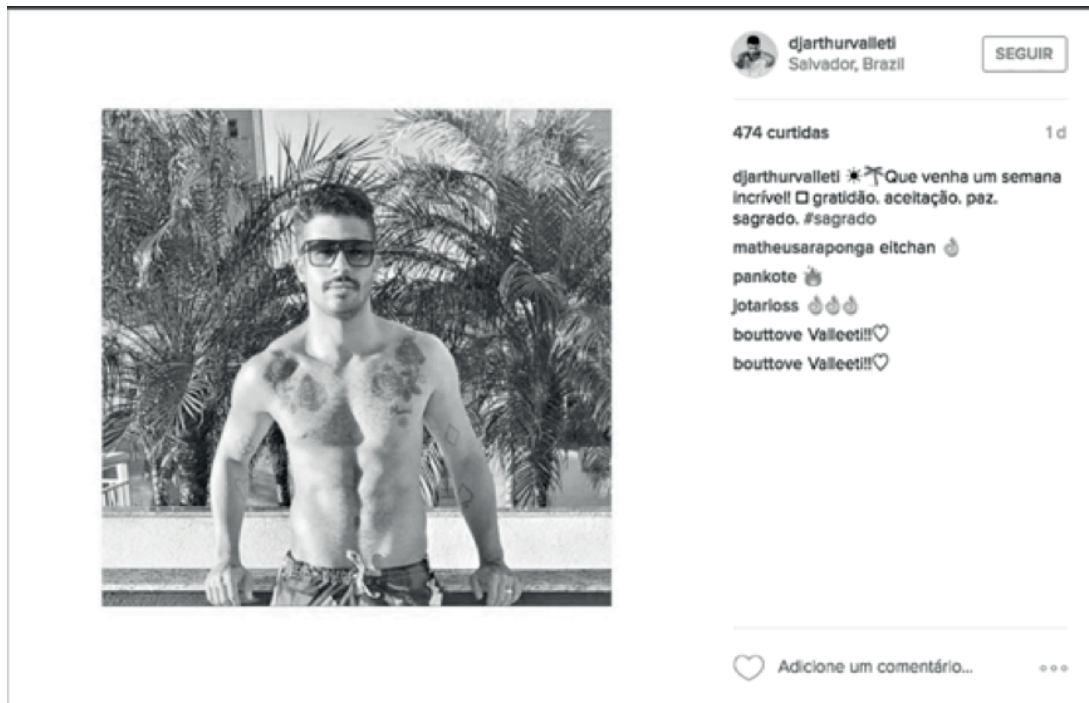 djarthurvalleti
Salvador, Brazil
SEGUIR
474 curtidas
1 d
djarthurvalleti ☀🌴Que venha um semana
incrível! □ gratidão. aceitação. paz.
sagrado. #sagrado
matheusaraponga eitchan 👌
pankote 🔥
jotarloss 👌👌👌
bouttove Valleeti!!♡
bouttove Valleeti!!♡
Adicione um comentário...